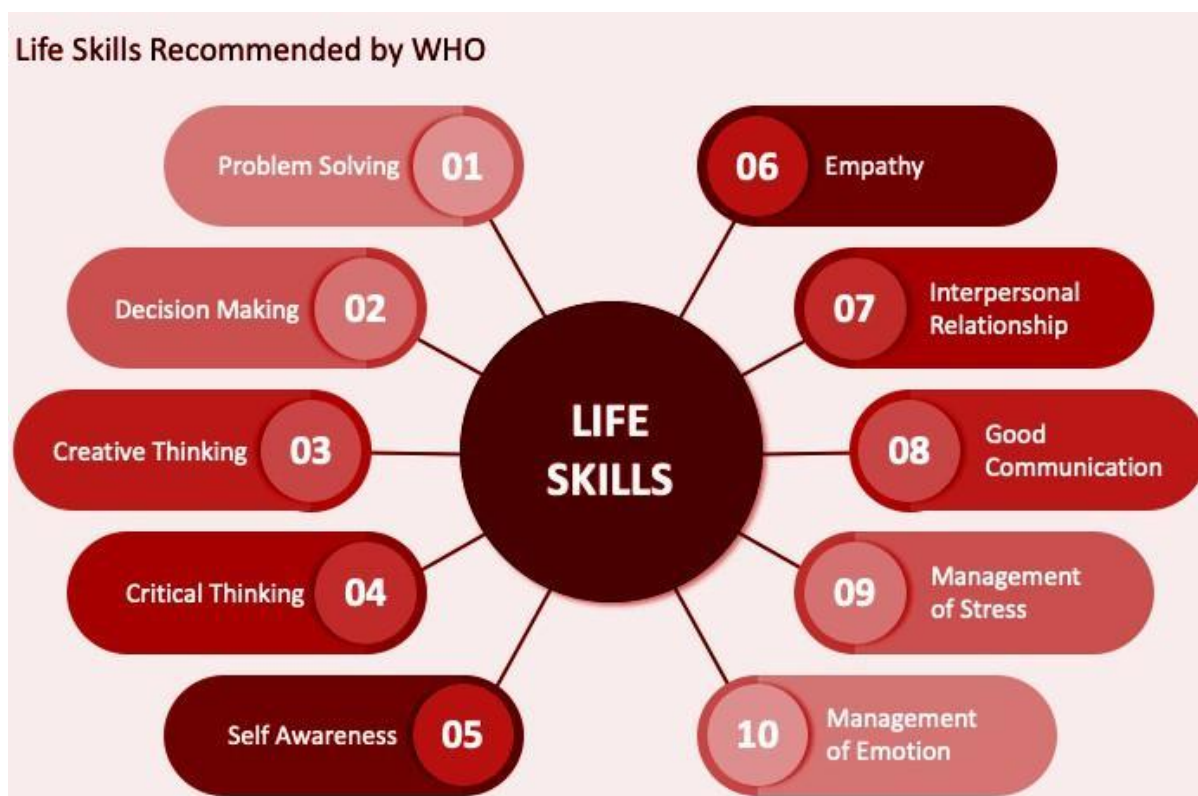 Life Skills Recommended by WHO
Problem Solving 01
Decision Making 02
Creative Thinking 03
Critical Thinking 04
Self Awareness 05
LIFE
SKILLS
06 Empathy
07 Interpersonal
Relationship
08 Good
Communication
09 Management
of Stress
10 Management
of Emotion